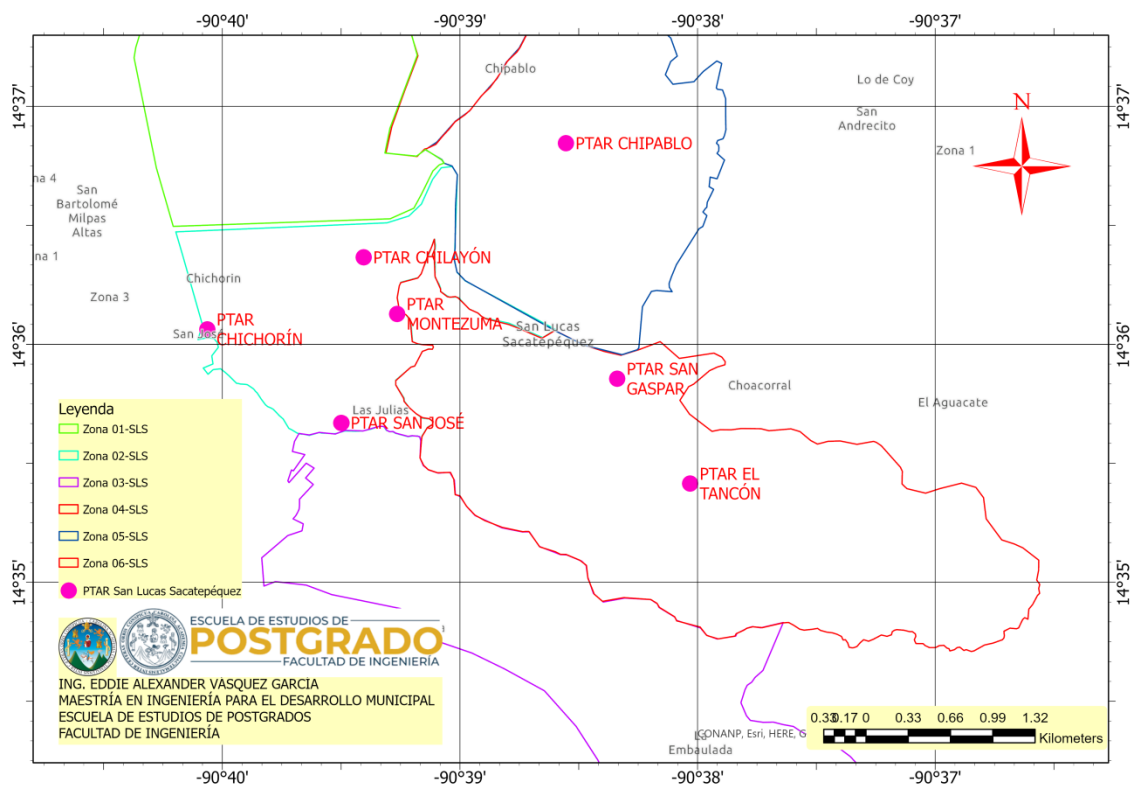 -90°40'
-90°39'
-90°38'
-90°37'
Chipablo
Lo de Coy
14°37'
14°37'
San
Andrecito
N
PTAR CHIPABLO
Zona 1
na 4
San
Bartolomé
Milpas
Altas
na 1
PTAR CHILAYÓN
Chichorin
Zona 3
PTAR
MONTEZUMA
PTAR
CHICHORÍN
San José
San Lucas
Sacatepéquez
14°36'
14°36'
PTAR SAN
GASPAR
Choacorral
El Aguacate
Leyenda
Zona 01-SLS
Zona 02-SLS
Zona 03-SLS
Zona 04-SLS
Zona 05-SLS
Zona 06-SLS
PTAR San Lucas Sacatepéquez
Las Julias
PTAR SAN JOSÉ
PTAR EL
TANCÓN
14°35'
14°35'
ESCUELA DE ESTUDIOS DE
POSTGRADO
FACULTAD DE INGENIERÍA
ING. EDDIE ALEXANDER VÁSQUEZ GARCÍA
MAESTRÍA EN INGENIERÍA PARA EL DESARROLLO MUNICIPAL
ESCUELA DE ESTUDIOS DE POSTGRADOS
FACULTAD DE INGENIERÍA
0.33 0.17 0 0.33 0.66 0.99 1.32
Kilometers
CONANP, Esri, HERE, G
La
Embaulada
-90°40'
-90°39'
-90°38'
-90°37'